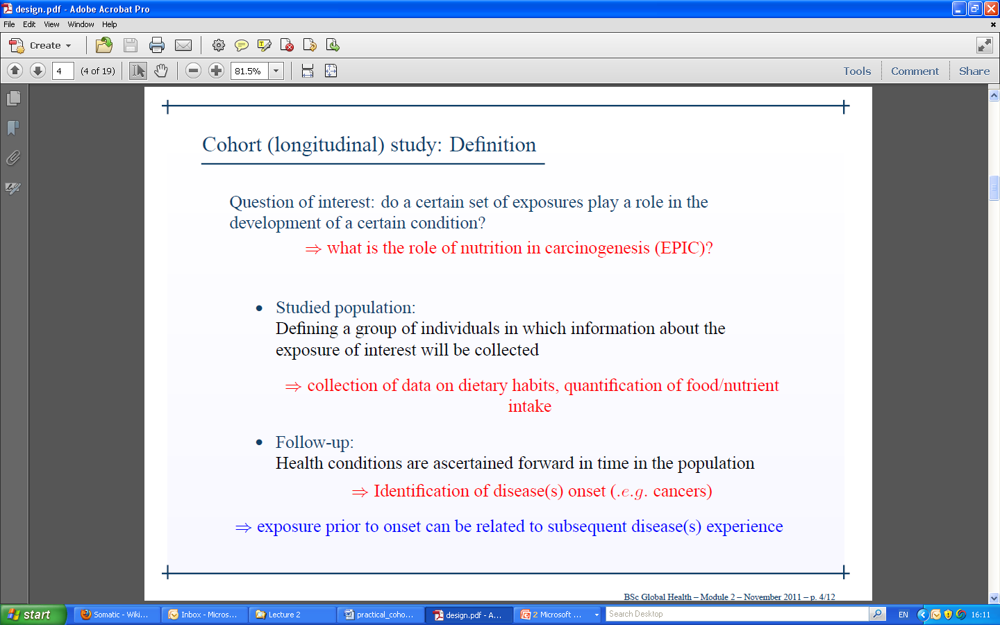 design.pdf - Adobe Acrobat Pro
File Edit View Window Help
Create
4 (4 of 19) 81.5% Tools Comment Share
Cohort (longitudinal) study: Definition
Question of interest: do a certain set of exposures play a role in the
development of a certain condition?
⇒ what is the role of nutrition in carcinogenesis (EPIC)?
• Studied population:
Defining a group of individuals in which information about the
exposure of interest will be collected
⇒ collection of data on dietary habits, quantification of food/nutrient
intake
• Follow-up:
Health conditions are ascertained forward in time in the population
⇒ Identification of disease(s) onset (.e.g. cancers)
⇒ exposure prior to onset can be related to subsequent disease(s) experience
BSc Global Health – Module 2 – November 2011 – p. 4/12
start Somatic - Wiki... Inbox - Micros... Lecture 2 practical_coho... design.pdf - A... 2 Microsoft ... Search Desktop EN 16:11